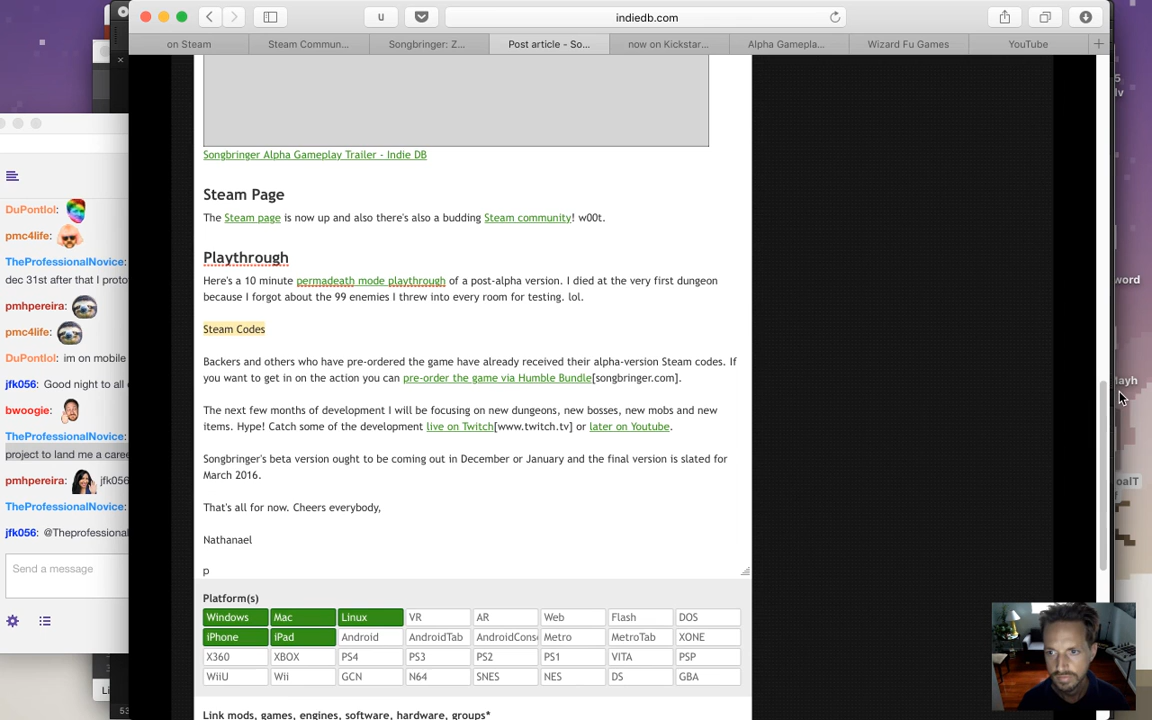 indiedb.com
on Steam
Steam Commun...
Songbringer: Z...
Post article - So...
now on Kickstar...
Alpha Gamepla...
Wizard Fu Games
YouTube
Songbringer Alpha Gameplay Trailer - Indie DB
Steam Page
The Steam page is now up and also there's also a budding Steam community! w00t.
Playthrough
Here's a 10 minute permadeath mode playthrough of a post-alpha version. I died at the very first dungeon
because I forgot about the 99 enemies I threw into every room for testing. lol.
Steam Codes
Backers and others who have pre-ordered the game have already received their alpha-version Steam codes. If
you want to get in on the action you can pre-order the game via Humble Bundle[songbringer.com].
The next few months of development I will be focusing on new dungeons, new bosses, new mobs and new
items. Hype! Catch some of the development live on Twitch[www.twitch.tv] or later on Youtube.
Songbringer's beta version ought to be coming out in December or January and the final version is slated for
March 2016.
That's all for now. Cheers everybody,
Nathanael
p
Platform(s)
Windows Mac Linux VR AR Web Flash DOS
iPhone iPad Android AndroidTab AndroidConso Metro MetroTab XONE
X360 XBOX PS4 PS3 PS2 PS1 VITA PSP
WiiU Wii GCN N64 SNES NES DS GBA
Link mods, games, engines, software, hardware, groups*
DuPontlol:
pmc4life:
TheProfessionalNovice:
dec 31st after that I proto
pmhpereira:
pmc4life:
DuPontlol: im on mobile
jfk056: Good night to all
bwoogie:
TheProfessionalNovice:
project to land me a caree
pmhpereira: jfk056
TheProfessionalNovice:
jfk056: @Theprofessional
Send a message